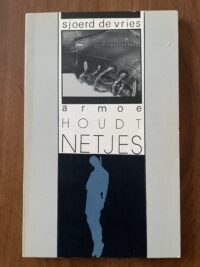 sjoerd de vries
armoe
HOUDT
NETJES